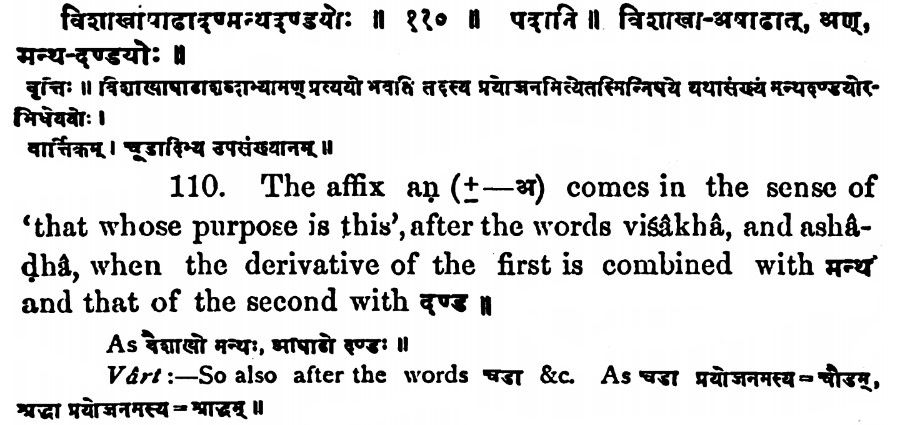 विशाखाषाढादण्मन्थदण्डयोः ॥ ११० ॥ पदानि ॥ विशाखा-अषाढात्, अण्,
मन्थ-दण्डयोः ॥
वृत्तिः ॥ विशाखाषाढाशब्दाभ्यामण् प्रत्ययो भवति तदस्य प्रयोजनमित्येतस्मिन्विषये यथासंख्यं मन्थदण्डयोर-
भिधेययोः ।
वार्त्तिकम् । चूडादिभ्य उपसंख्यानम् ॥
110. The affix aṇ (±—अ) comes in the sense of
‘that whose purpose is this’, after the words viśâkhâ, and ashâ-
ḍhâ, when the derivative of the first is combined with मन्थ
and that of the second with दण्ड ॥
As वैशाखो मन्थः, आषाढो दण्डः ॥
Vârt :—So also after the words चडा &c. As चडा प्रयोजनमस्य = चौडम्,
श्रद्धा प्रयोजनमस्य = श्राद्धम् ॥